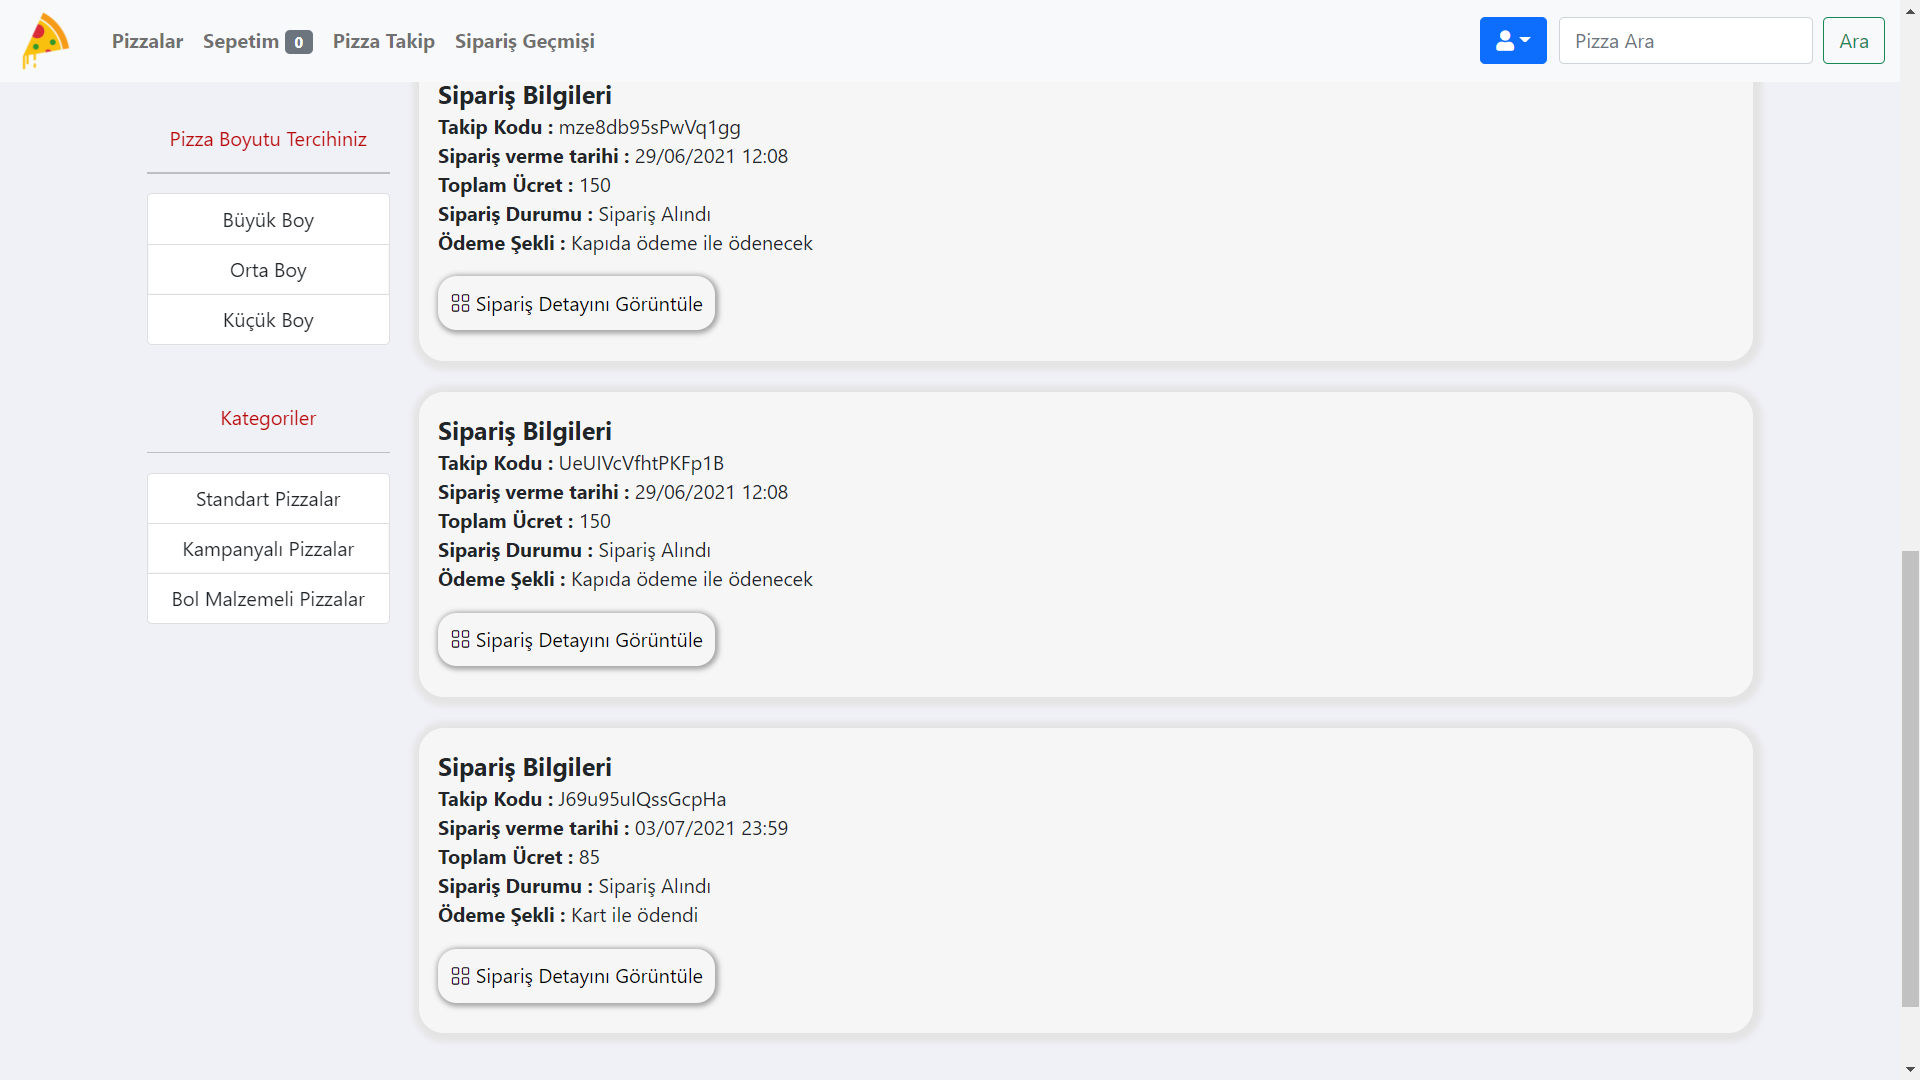 Pizzalar Sepetim 0 Pizza Takip Sipariş Geçmişi Pizza Ara Ara
Pizza Boyutu Tercihiniz
Büyük Boy
Orta Boy
Küçük Boy
Kategoriler
Standart Pizzalar
Kampanyalı Pizzalar
Bol Malzemeli Pizzalar
Sipariş Bilgileri
Takip Kodu : mze8db95sPwVq1gg
Sipariş verme tarihi : 29/06/2021 12:08
Toplam Ücret : 150
Sipariş Durumu : Sipariş Alındı
Ödeme Şekli : Kapıda ödeme ile ödenecek
Sipariş Detayını Görüntüle
Sipariş Bilgileri
Takip Kodu : UeUIVcVfhtPKFp1B
Sipariş verme tarihi : 29/06/2021 12:08
Toplam Ücret : 150
Sipariş Durumu : Sipariş Alındı
Ödeme Şekli : Kapıda ödeme ile ödenecek
Sipariş Detayını Görüntüle
Sipariş Bilgileri
Takip Kodu : J69u95uIQssGcpHa
Sipariş verme tarihi : 03/07/2021 23:59
Toplam Ücret : 85
Sipariş Durumu : Sipariş Alındı
Ödeme Şekli : Kart ile ödendi
Sipariş Detayını Görüntüle